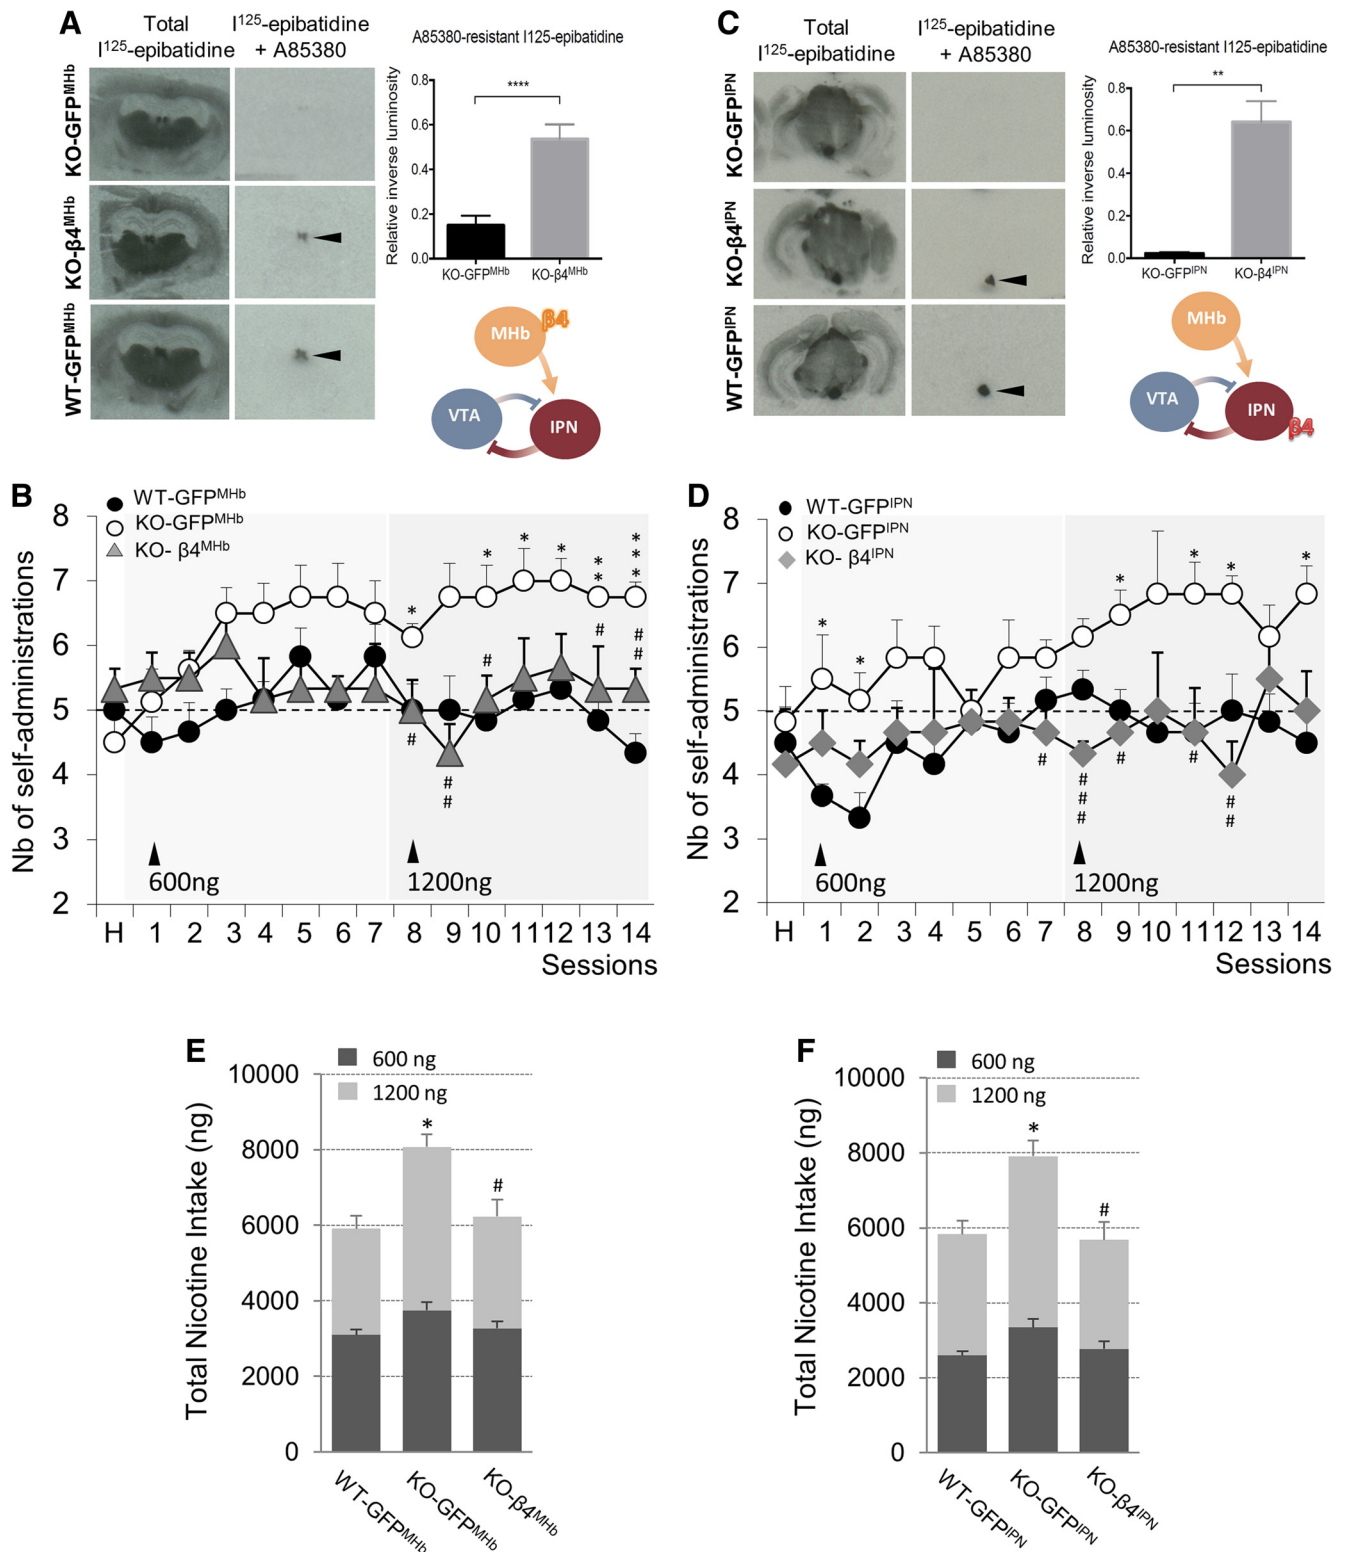 A
Total
I¹²⁵-epibatidine
I¹²⁵-epibatidine
+ A85380
KO-GFPᴹᴴᵇ
KO-β4ᴹᴴᵇ
WT-GFPᴹᴴᵇ
A85380-resistant I125-epibatidine
Relative inverse luminosity
0.8
0.6
0.4
0.2
0.0
****
KO-GFPᴹᴴᵇ
KO-β4ᴹᴴᵇ
MHb
β4
VTA
IPN
C
Total
I¹²⁵-epibatidine
I¹²⁵-epibatidine
+ A85380
KO-GFPᴵᴾᴺ
KO-β4ᴵᴾᴺ
WT-GFPᴵᴾᴺ
A85380-resistant I125-epibatidine
Relative inverse luminosity
0.8
0.6
0.4
0.2
0.0
**
KO-GFPᴵᴾᴺ
KO-β4ᴵᴾᴺ
MHb
VTA
IPN
β4
B
WT-GFPᴹᴴᵇ
KO-GFPᴹᴴᵇ
KO- β4ᴹᴴᵇ
Nb of self-administrations
8
7
6
5
4
3
2
* * * * ** ***
# ## # # ##
600ng
1200ng
H 1 2 3 4 5 6 7 8 9 10 11 12 13 14
Sessions
D
WT-GFPᴵᴾᴺ
KO-GFPᴵᴾᴺ
KO- β4ᴵᴾᴺ
Nb of self-administrations
8
7
6
5
4
3
2
* * * * * *
# ### # # ##
600ng
1200ng
H 1 2 3 4 5 6 7 8 9 10 11 12 13 14
Sessions
E
600 ng
1200 ng
Total Nicotine Intake (ng)
10000
8000
6000
4000
2000
0
*
#
WT-GFPᴹᴴᵇ
KO-GFPᴹᴴᵇ
KO-β4ᴹᴴᵇ
F
600 ng
1200 ng
Total Nicotine Intake (ng)
10000
8000
6000
4000
2000
0
*
#
WT-GFPᴵᴾᴺ
KO-GFPᴵᴾᴺ
KO-β4ᴵᴾᴺ